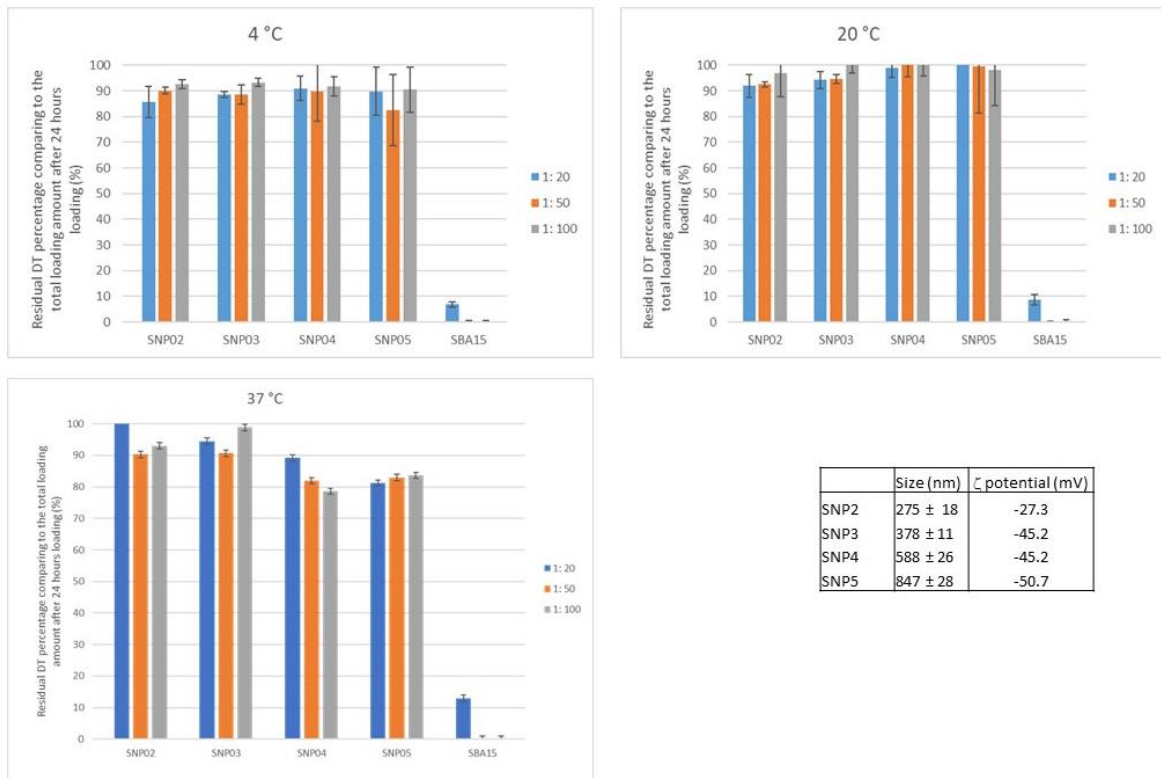 4 °C
Residual DT percentage comparing to the
total loading amount after 24 hours
loading (%)
100
90
80
70
60
50
40
30
20
10
0
SNP02 SNP03 SNP04 SNP05 SBA15
1: 20
1: 50
1: 100
20 °C
Residual DT percentage comparing to the
total loading amount after 24 hours
loading (%)
100
90
80
70
60
50
40
30
20
10
0
SNP02 SNP03 SNP04 SNP05 SBA15
1: 20
1: 50
1: 100
37 °C
Residual DT percentage comparing to the total loading
amount after 24 hours loading (%)
100
90
80
70
60
50
40
30
20
10
0
SNP02 SNP03 SNP04 SNP05 SBA15
1: 20
1: 50
1: 100
Size (nm) ζ potential (mV)
SNP2 275 ± 18 -27.3
SNP3 378 ± 11 -45.2
SNP4 588 ± 26 -45.2
SNP5 847 ± 28 -50.7